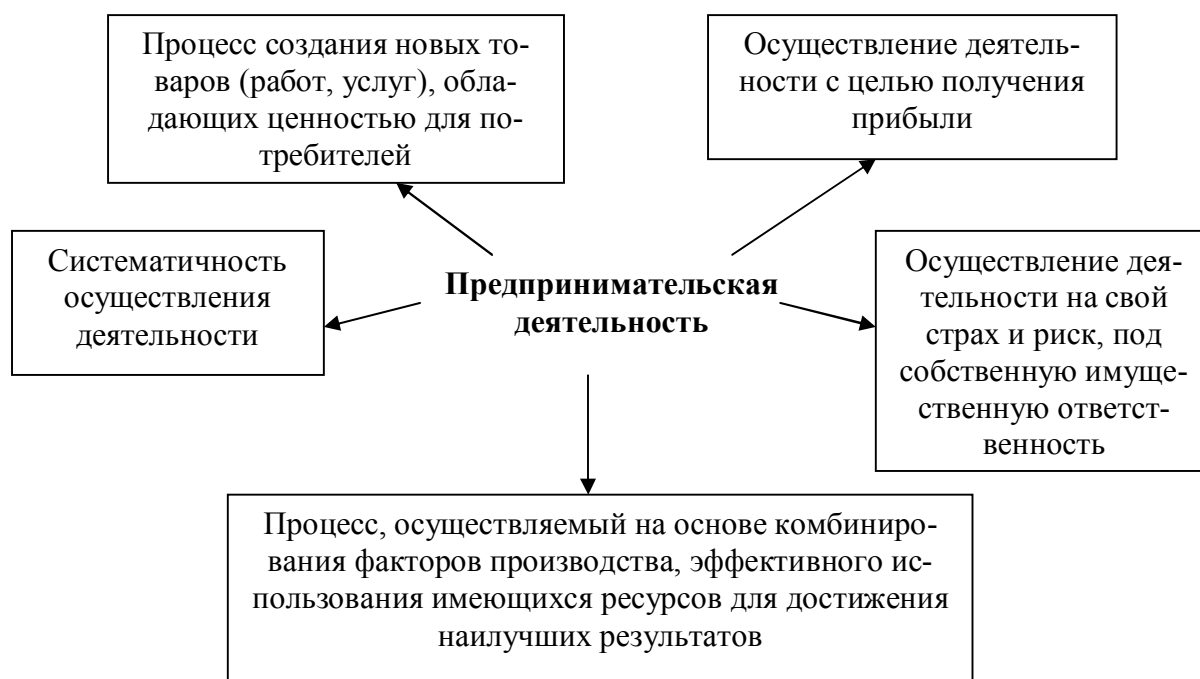 Процесс создания новых то-
варов (работ, услуг), обла-
дающих ценностью для по-
требителей
Осуществление деятель-
ности с целью получения
прибыли
Систематичность
осуществления
деятельности
Предпринимательская
деятельность
Осуществление дея-
тельности на свой
страх и риск, под
собственную имуще-
ственную ответст-
венность
Процесс, осуществляемый на основе комбиниро-
вания факторов производства, эффективного ис-
пользования имеющихся ресурсов для достижения
наилучших результатов